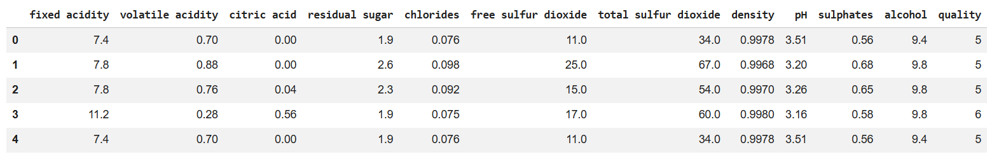 fixed acidity volatile acidity citric acid residual sugar chlorides free sulfur dioxide total sulfur dioxide density pH sulphates alcohol quality
0 7.4 0.70 0.00 1.9 0.076 11.0 34.0 0.9978 3.51 0.56 9.4 5
1 7.8 0.88 0.00 2.6 0.098 25.0 67.0 0.9968 3.20 0.68 9.8 5
2 7.8 0.76 0.04 2.3 0.092 15.0 54.0 0.9970 3.26 0.65 9.8 5
3 11.2 0.28 0.56 1.9 0.075 17.0 60.0 0.9980 3.16 0.58 9.8 6
4 7.4 0.70 0.00 1.9 0.076 11.0 34.0 0.9978 3.51 0.56 9.4 5